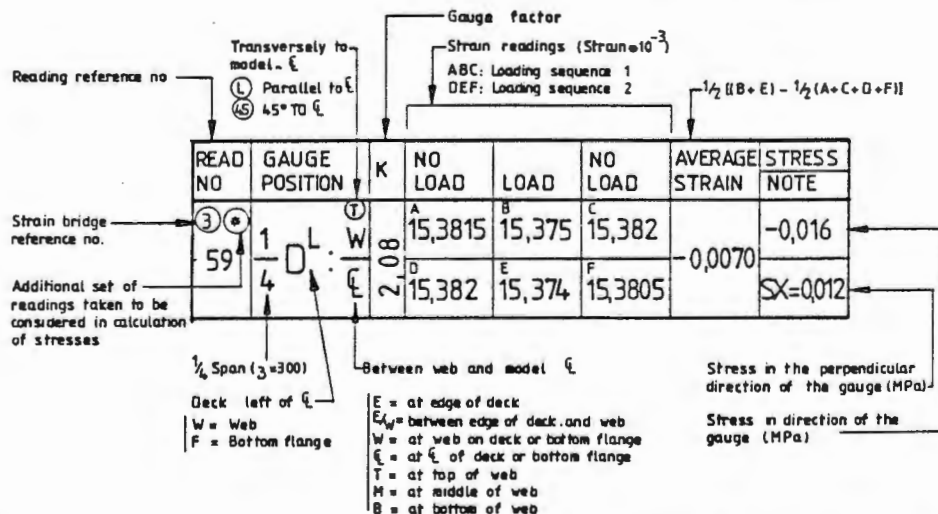 Gauge factor
Transversely to
model. ℄
Strain readings (Strain∗10⁻³)
ABC: Loading sequence 1
DEF: Loading sequence 2
Reading reference no
Ⓛ Parallel to ℄
㊺ 45° TO ℄
1/2 [(B+E) – 1/2 (A+C+D+F)]
READ NO
GAUGE POSITION
K
NO LOAD
LOAD
NO LOAD
AVERAGE STRAIN
STRESS
NOTE
Strain bridge
reference no.
③ ⊛
59
1/4 D L : W/℄
Ⓣ
2,08
A 15,3815
B 15,375
C 15,382
D 15,382
E 15,374
F 15,3805
-0,0070
-0,016
SX=0,012
Additional set of
readings taken to be
considered in calculation
of stresses
1/4 Span (3=300)
Deck left of ℄
W = Web
F = Bottom flange
Between web and model ℄
E = at edge of deck
E/W = between edge of deck.and web
W = at web on deck or bottom flange
℄ = at ℄ of deck or bottom flange
T = at top of web
M = at middle of web
B = at bottom of web
Stress in the perpendicular
direction of the gauge (MPa)
Stress in direction of the
gauge (MPa)